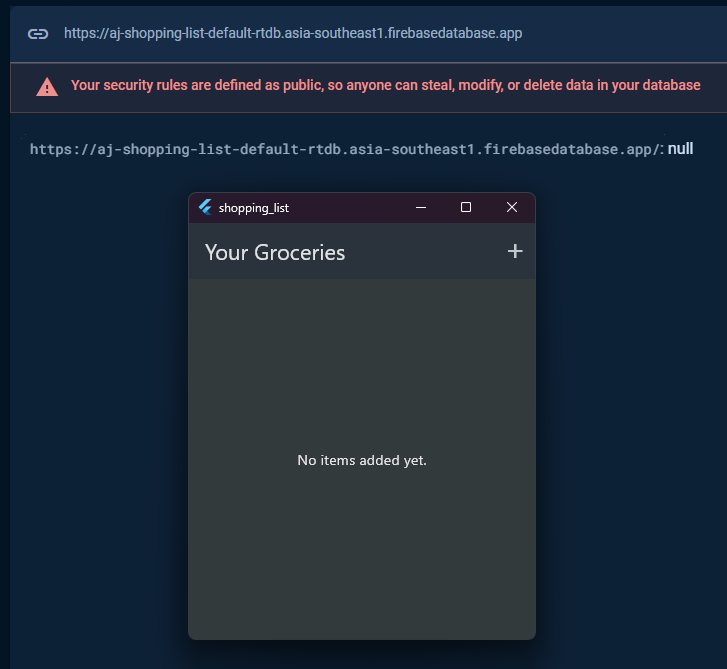 https://aj-shopping-list-default-rtdb.asia-southeast1.firebasedatabase.app
Your security rules are defined as public, so anyone can steal, modify, or delete data in your database
https://aj-shopping-list-default-rtdb.asia-southeast1.firebasedatabase.app/: null
shopping_list
Your Groceries
No items added yet.